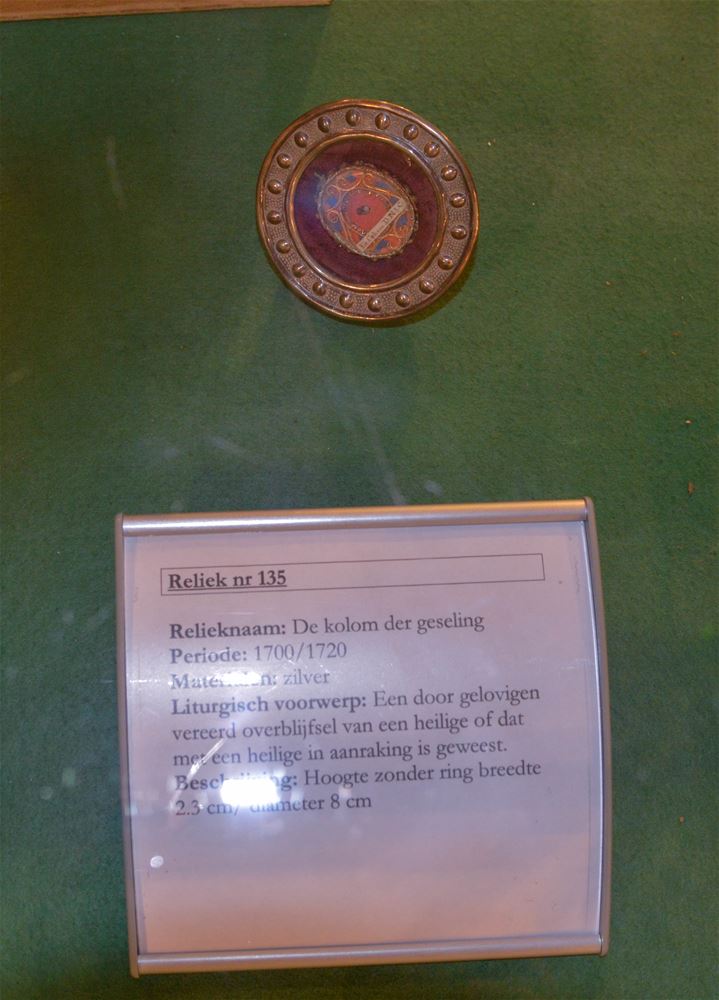 Reliek nr 135
Relieknaam: De kolom der geseling
Periode: 1700/1720
Materialen: zilver
Liturgisch voorwerp: Een door gelovigen
vereerd overblijfsel van een heilige of dat
met een heilige in aanraking is geweest.
Beschrijving: Hoogte zonder ring breedte
2.3 cm/ diameter 8 cm